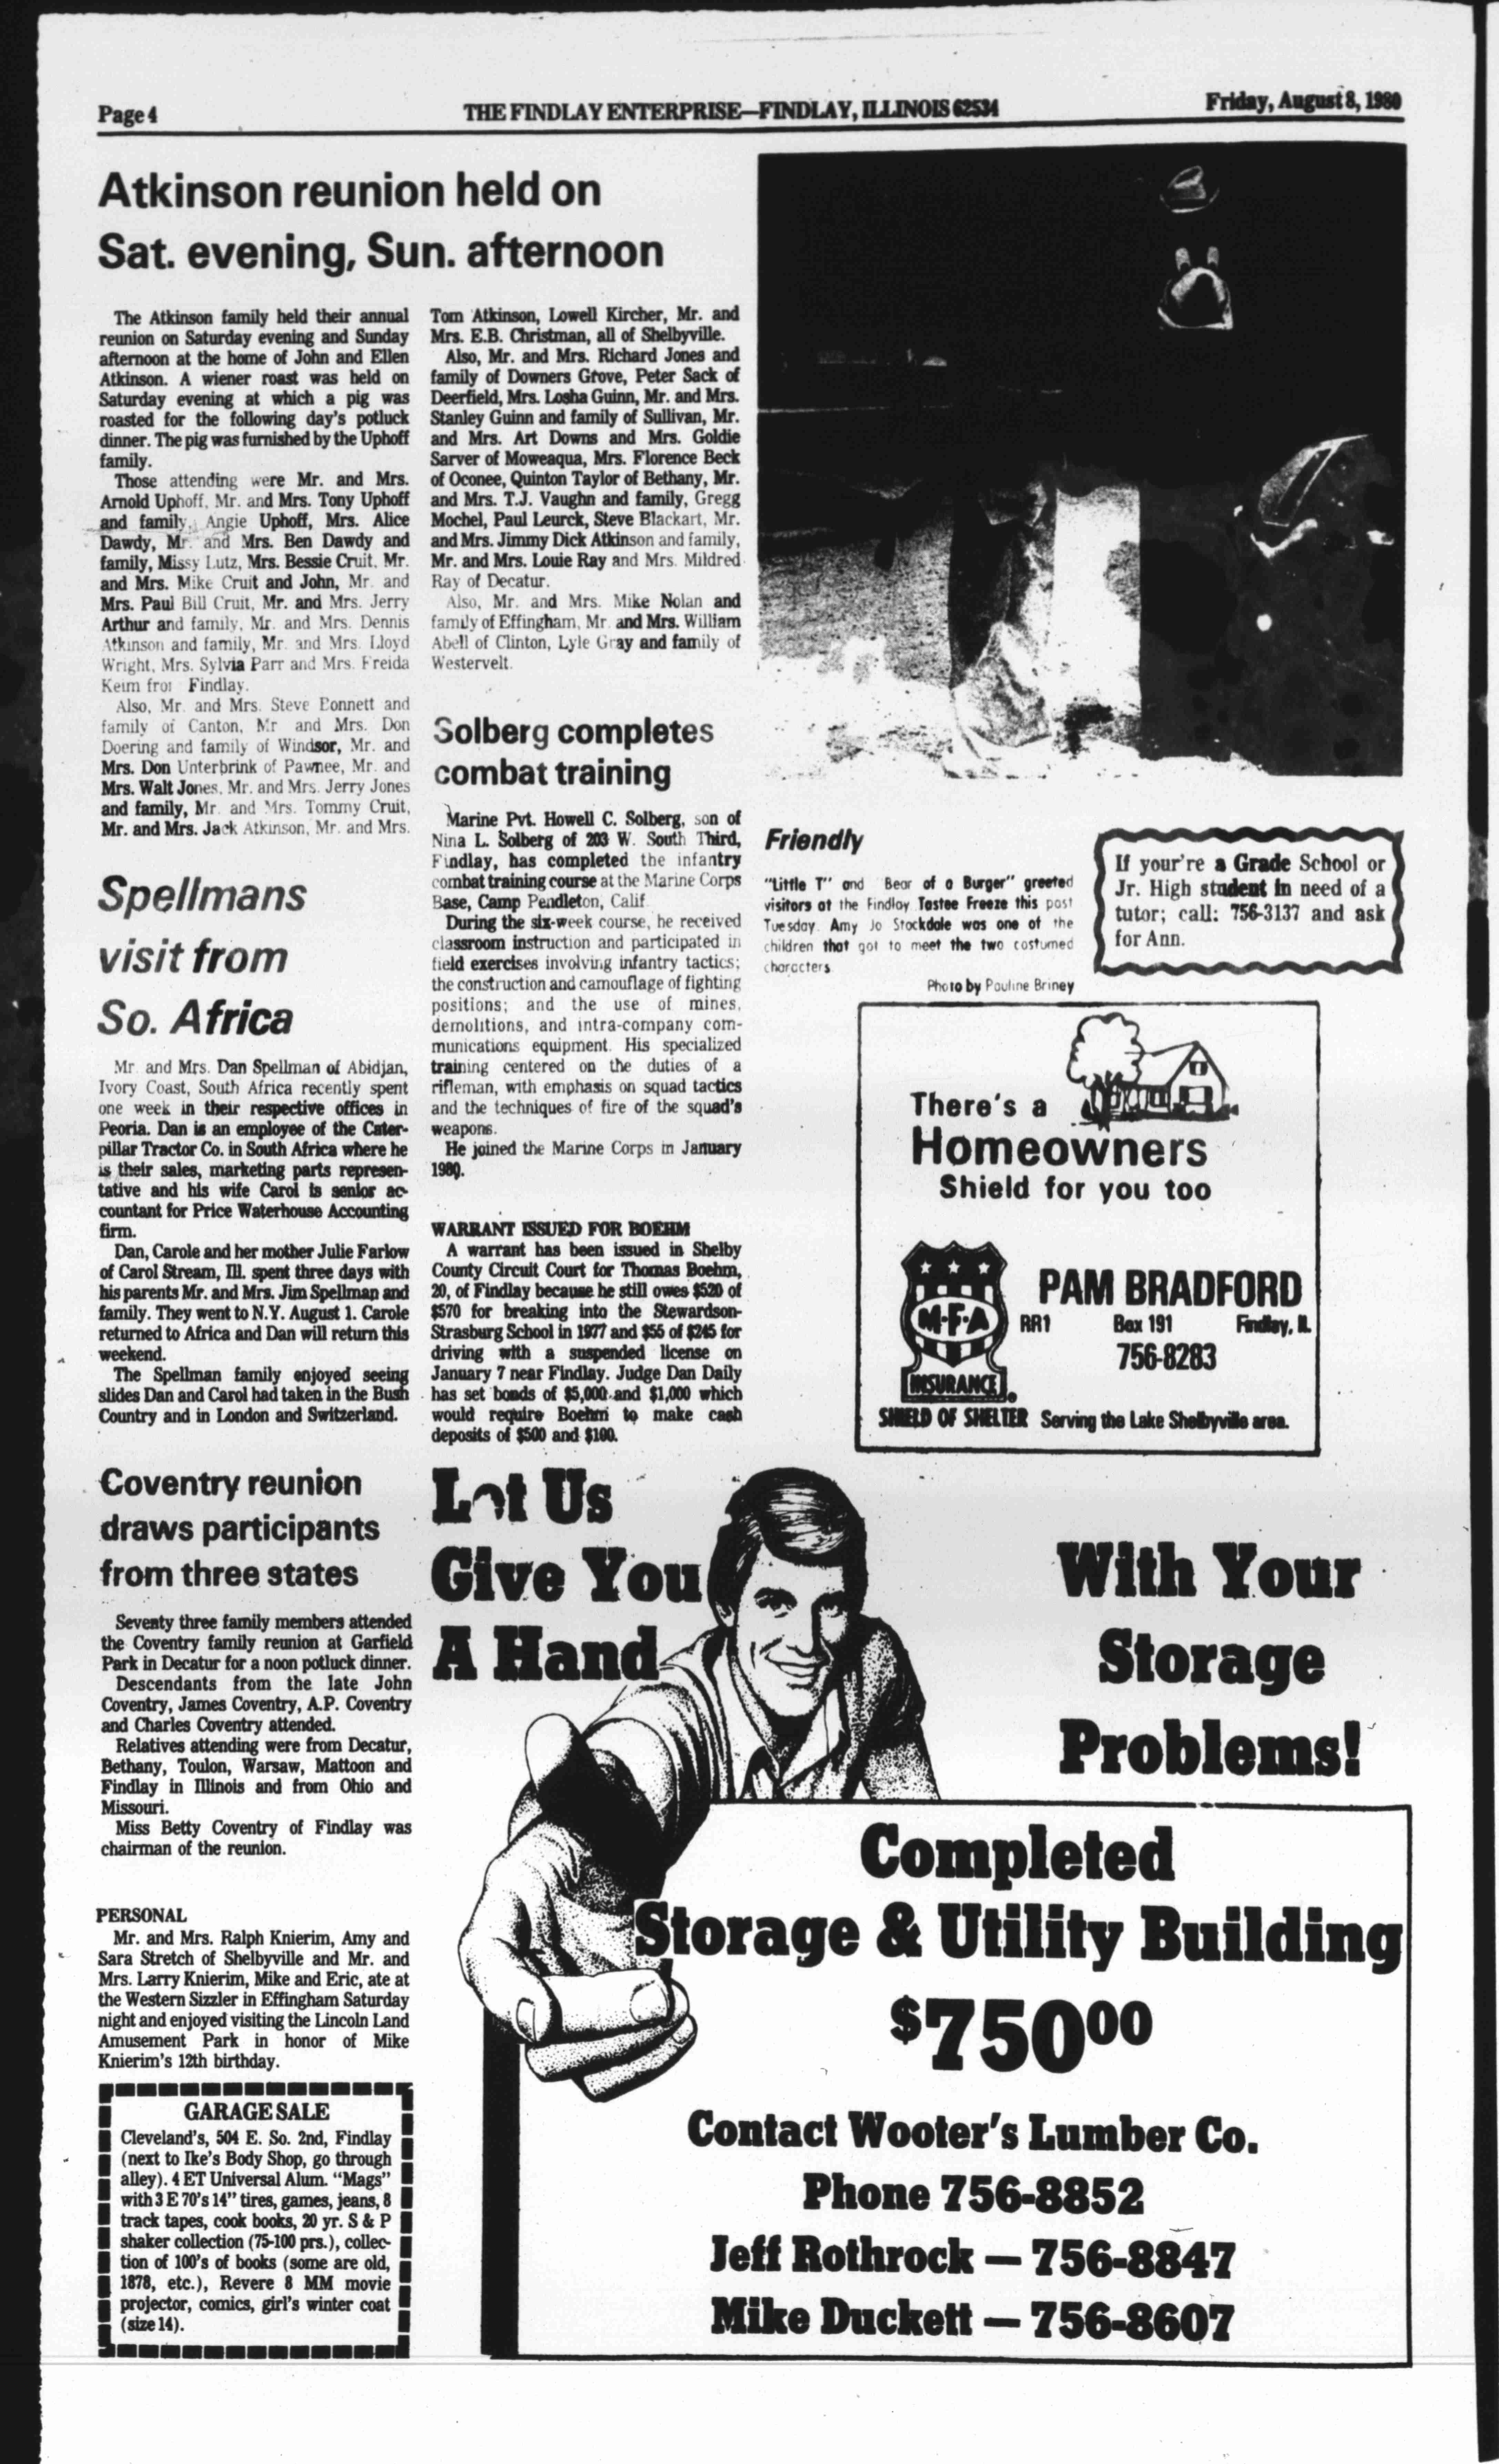 Page 4
THE FINDLAY ENTERPRISE—FINDLAY, ILLINOIS 62534
Friday, August 8, 1980
Atkinson reunion held on
Sat. evening, Sun. afternoon
The Atkinson family held their annual
reunion on Saturday evening and Sunday
afternoon at the home of John and Ellen
Atkinson. A wiener roast was held on
Saturday evening at which a pig was
roasted for the following day's potluck
dinner. The pig was furnished by the Uphoff
family.
Those attending were Mr. and Mrs.
Arnold Uphoff, Mr. and Mrs. Tony Uphoff
and family, Angie Uphoff, Mrs. Alice
Dawdy, Mr. and Mrs. Ben Dawdy and
family, Missy Lutz, Mrs. Bessie Cruit, Mr.
and Mrs. Mike Cruit and John, Mr. and
Mrs. Paul Bill Cruit, Mr. and Mrs. Jerry
Arthur and family, Mr. and Mrs. Dennis
Atkinson and family, Mr. and Mrs. Lloyd
Wright, Mrs. Sylvia Parr and Mrs. Freida
Keim from Findlay.
Also, Mr. and Mrs. Steve Bonnett and
family of Canton, Mr. and Mrs. Don
Doering and family of Windsor, Mr. and
Mrs. Don Unterbrink of Pawnee, Mr. and
Mrs. Walt Jones, Mr. and Mrs. Jerry Jones
and family, Mr. and Mrs. Tommy Cruit,
Mr. and Mrs. Jack Atkinson, Mr. and Mrs.
Tom Atkinson, Lowell Kircher, Mr. and
Mrs. E.B. Christman, all of Shelbyville.
Also, Mr. and Mrs. Richard Jones and
family of Downers Grove, Peter Sack of
Deerfield, Mrs. Losha Guinn, Mr. and Mrs.
Stanley Guinn and family of Sullivan, Mr.
and Mrs. Art Downs and Mrs. Goldie
Sarver of Moweaqua, Mrs. Florence Beck
of Oconee, Quinton Taylor of Bethany, Mr.
and Mrs. T.J. Vaughn and family, Gregg
Mochel, Paul Leurck, Steve Blackart, Mr.
and Mrs. Jimmy Dick Atkinson and family,
Mr. and Mrs. Louie Ray and Mrs. Mildred
Ray of Decatur.
Also, Mr. and Mrs. Mike Nolan and
family of Effingham, Mr. and Mrs. William
Abell of Clinton, Lyle Gray and family of
Westervelt.
Spellmans
visit from
So. Africa
Mr. and Mrs. Dan Spellman of Abidjan,
Ivory Coast, South Africa recently spent
one week in their respective offices in
Peoria. Dan is an employee of the Cater-
pillar Tractor Co. in South Africa where he
is their sales, marketing parts represen-
tative and his wife Carol is senior ac-
countant for Price Waterhouse Accounting
firm.
Dan, Carole and her mother Julie Farlow
of Carol Stream, Ill. spent three days with
his parents Mr. and Mrs. Jim Spellman and
family. They went to N.Y. August 1. Carole
returned to Africa and Dan will return this
weekend.
The Spellman family enjoyed seeing
slides Dan and Carol had taken in the Bush
Country and in London and Switzerland.
Coventry reunion
draws participants
from three states
Seventy three family members attended
the Coventry family reunion at Garfield
Park in Decatur for a noon potluck dinner.
Descendants from the late John
Coventry, James Coventry, A.P. Coventry
and Charles Coventry attended.
Relatives attending were from Decatur,
Bethany, Toulon, Warsaw, Mattoon and
Findlay in Illinois and from Ohio and
Missouri.
Miss Betty Coventry of Findlay was
chairman of the reunion.
PERSONAL
Mr. and Mrs. Ralph Knierim, Amy and
Sara Stretch of Shelbyville and Mr. and
Mrs. Larry Knierim, Mike and Eric, ate at
the Western Sizzler in Effingham Saturday
night and enjoyed visiting the Lincoln Land
Amusement Park in honor of Mike
Knierim's 12th birthday.
GARAGE SALE
Cleveland's, 504 E. So. 2nd, Findlay
(next to Ike's Body Shop, go through
alley). 4 ET Universal Alum. "Mags"
with 3 E 70's 14" tires, games, jeans, 8
track tapes, cook books, 20 yr. S & P
shaker collection (75-100 prs.), collec-
tion of 100's of books (some are old,
1878, etc.), Revere 8 MM movie
projector, comics, girl's winter coat
(size 14).
Solberg completes
combat training
Marine Pvt. Howell C. Solberg, son of
Nina L. Solberg of 203 W. South Third,
Findlay, has completed the infantry
combat training course at the Marine Corps
Base, Camp Pendleton, Calif.
During the six-week course, he received
classroom instruction and participated in
field exercises involving infantry tactics;
the construction and camouflage of fighting
positions; and the use of mines,
demolitions, and intra-company com-
munications equipment. His specialized
training centered on the duties of a
rifleman, with emphasis on squad tactics
and the techniques of fire of the squad's
weapons.
He joined the Marine Corps in January
1980.
WARRANT ISSUED FOR BOEHM
A warrant has been issued in Shelby
County Circuit Court for Thomas Boehm,
20, of Findlay because he still owes $520 of
$570 for breaking into the Stewardson-
Strasburg School in 1977 and $55 of $245 for
driving with a suspended license on
January 7 near Findlay. Judge Dan Daily
has set bonds of $5,000 and $1,000 which
would require Boehm to make cash
deposits of $500 and $100.
Friendly
"Little T" and Bear of a Burger" greeted
visitors at the Findlay Tastee Freeze this past
Tuesday. Amy Jo Stockdale was one of the
children that got to meet the two costumed
characters.
Photo by Pauline Briney
If your're a Grade School or
Jr. High student in need of a
tutor; call: 756-3137 and ask
for Ann.
There's a
Homeowners
Shield for you too
M·F·A
INSURANCE
SHIELD OF SHELTER
PAM BRADFORD
RR1 Box 191 Findlay, IL
756-8283
Serving the Lake Shelbyville area.
Let Us
Give You
A Hand
With Your
Storage
Problems!
Completed
Storage & Utility Building
$75000
Contact Wooter's Lumber Co.
Phone 756-8852
Jeff Rothrock — 756-8847
Mike Duckett — 756-8607